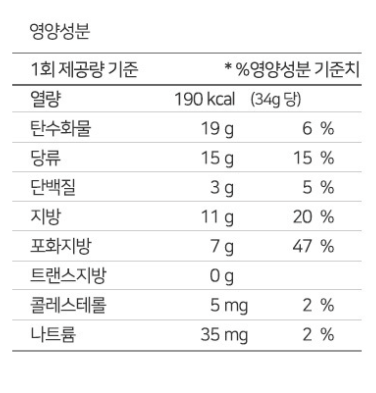 영양성분
1회 제공량 기준 * %영양성분 기준치
열량 190 kcal (34g 당)
탄수화물 19 g 6 %
당류 15 g 15 %
단백질 3 g 5 %
지방 11 g 20 %
포화지방 7 g 47 %
트랜스지방 0 g
콜레스테롤 5 mg 2 %
나트륨 35 mg 2 %